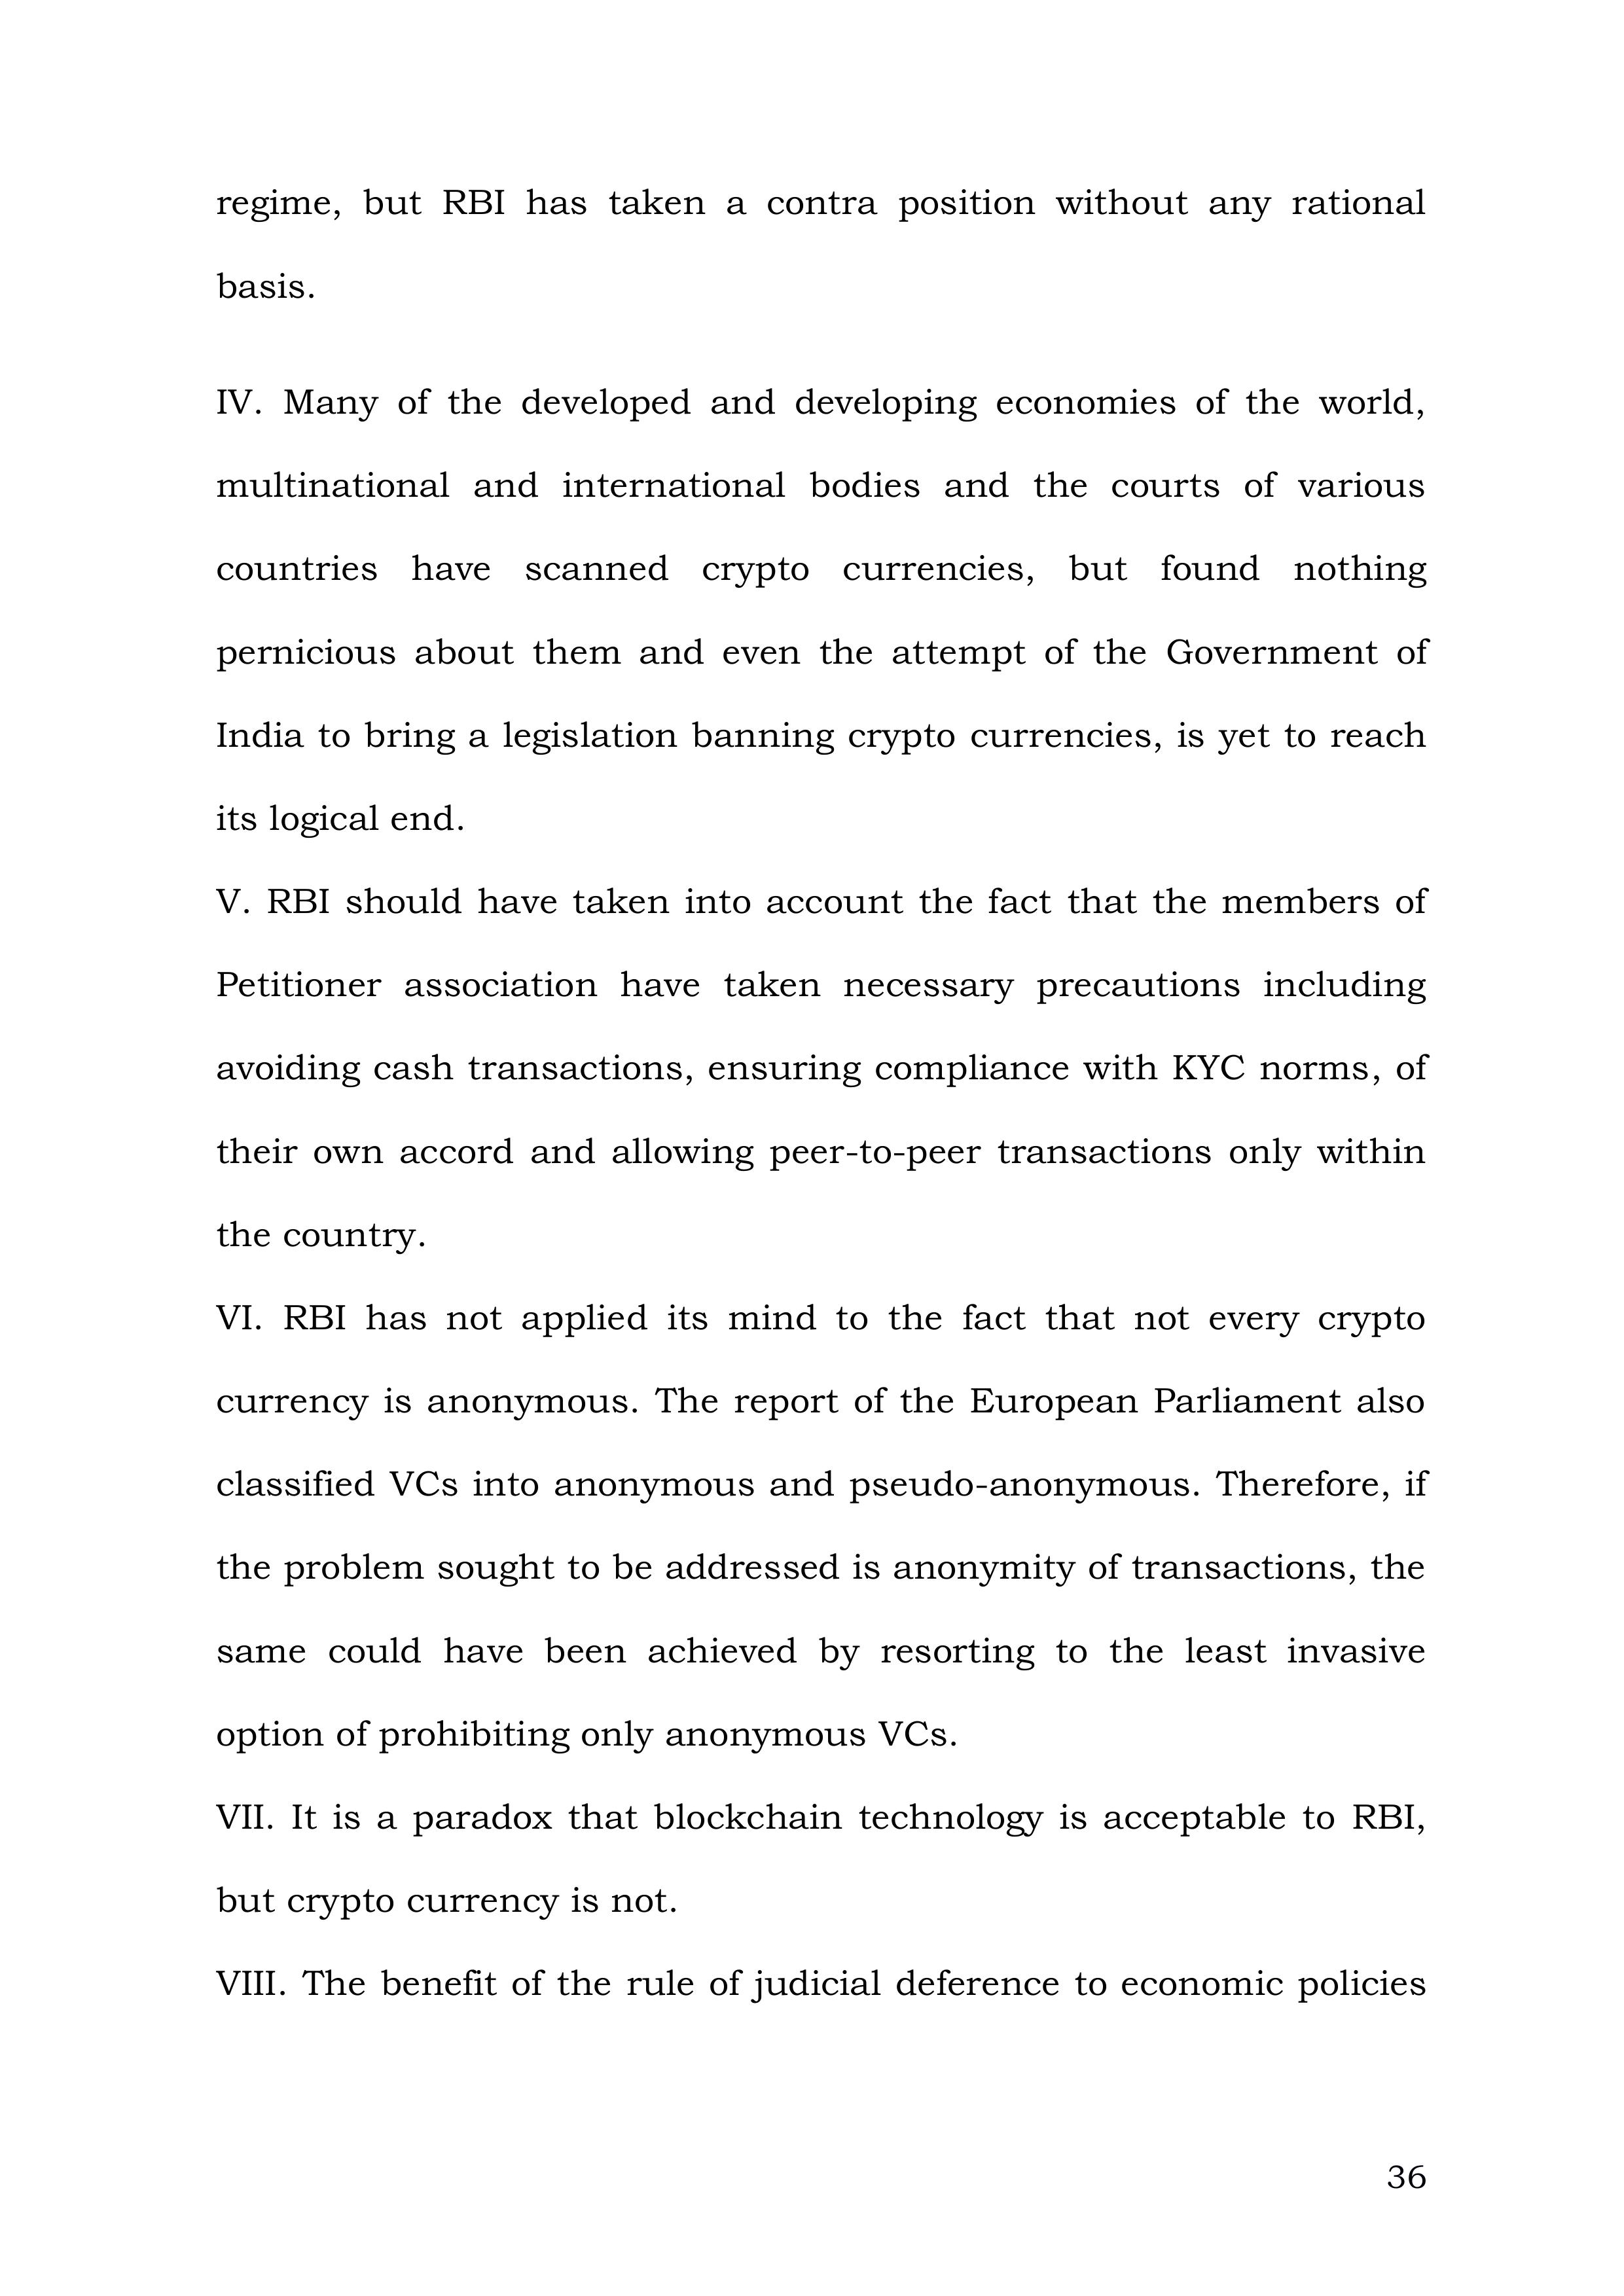 regime, but RBI has taken a contra position without any rational
basis.
IV. Many of the developed and developing economies of the world,
multinational and international bodies and the courts of various
countries have scanned crypto currencies, but found nothing
pernicious about them and even the attempt of the Government of
India to bring a legislation banning crypto currencies, is yet to reach
its logical end.
V. RBI should have taken into account the fact that the members of
Petitioner association have taken necessary precautions including
avoiding cash transactions, ensuring compliance with KYC norms, of
their own accord and allowing peer-to-peer transactions only within
the country.
VI. RBI has not applied its mind to the fact that not every crypto
currency is anonymous. The report of the European Parliament also
classified VCs into anonymous and pseudo-anonymous. Therefore, if
the problem sought to be addressed is anonymity of transactions, the
same could have been achieved by resorting to the least invasive
option of prohibiting only anonymous VCs.
VII. It is a paradox that blockchain technology is acceptable to RBI,
but crypto currency is not.
VIII. The benefit of the rule of judicial deference to economic policies
36